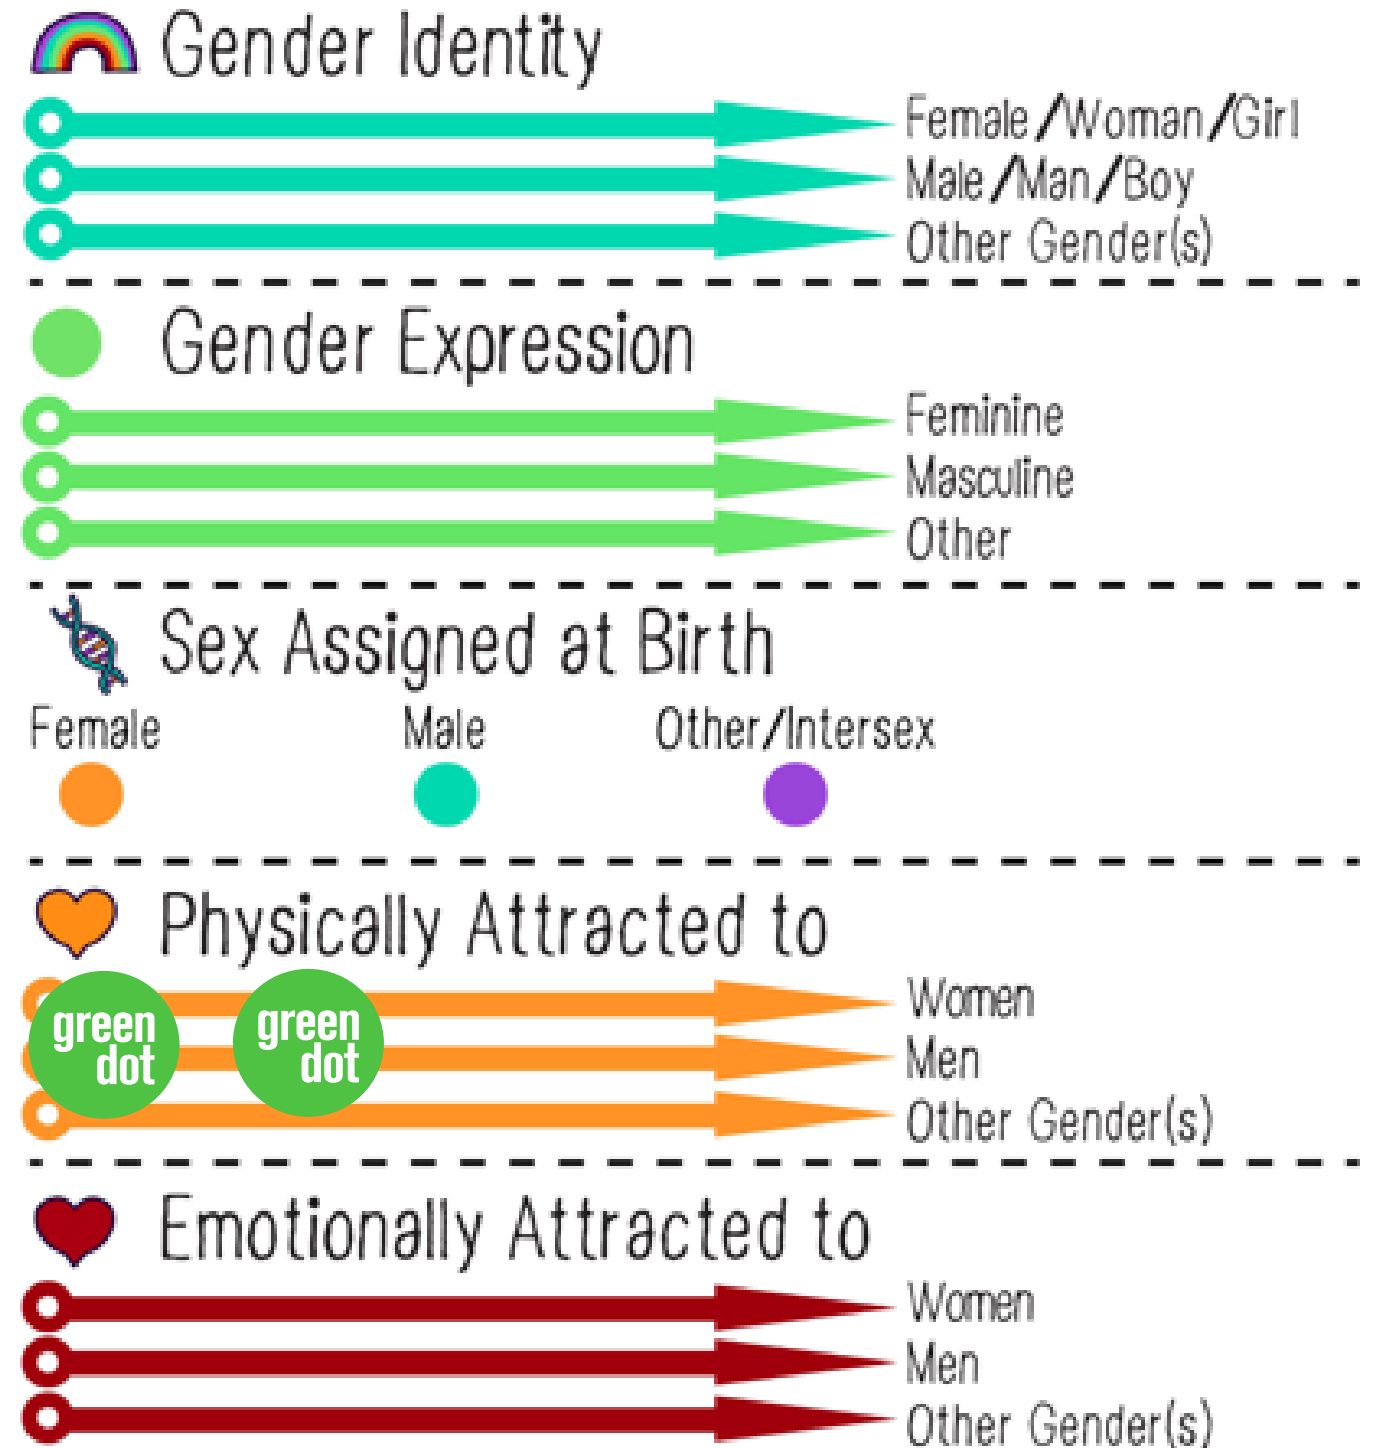 Gender Identity
Female/Woman/Girl
Male/Man/Boy
Other Gender(s)
Gender Expression
Feminine
Masculine
Other
Sex Assigned at Birth
Female Male Other/Intersex
Physically Attracted to
green
dot
green
dot
Women
Men
Other Gender(s)
Emotionally Attracted to
Women
Men
Other Gender(s)